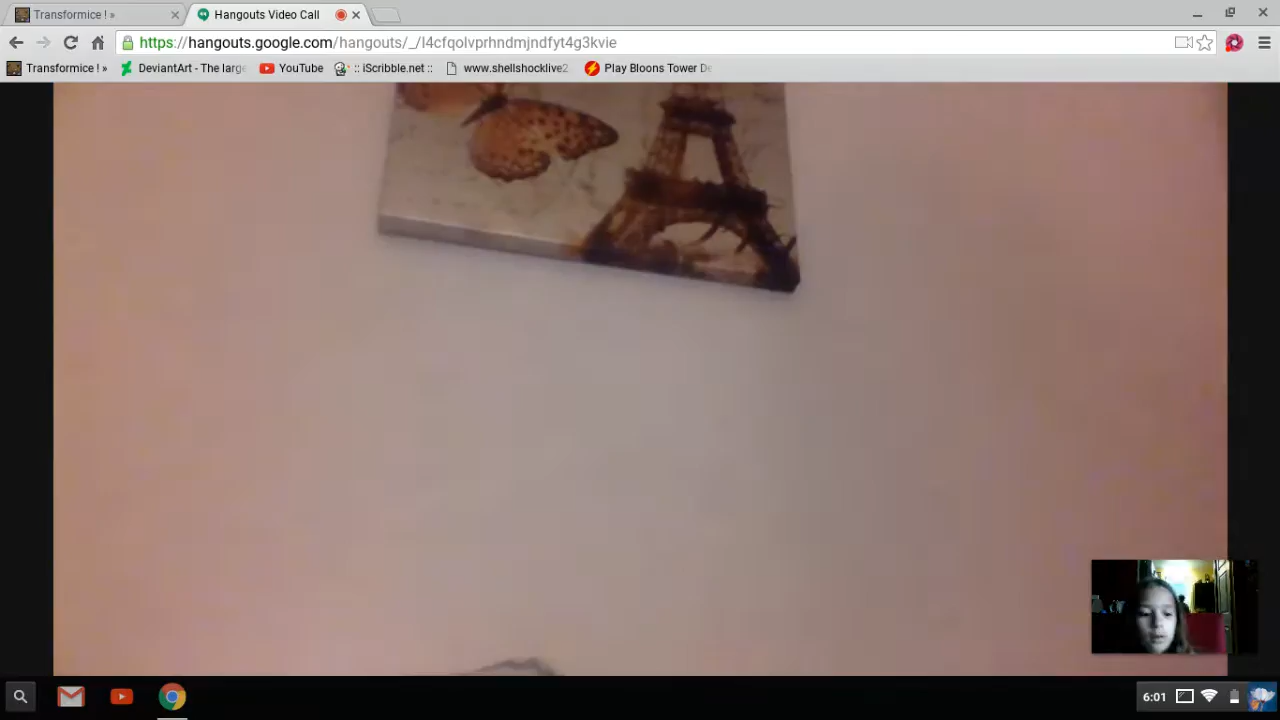 Transformice ! »
Hangouts Video Call
https://hangouts.google.com/hangouts/_/l4cfqolvprhndmjndfyt4g3kvie
Transformice ! » DeviantArt - The large YouTube :: iScribble.net :: www.shellshocklive2 Play Bloons Tower De
6:01